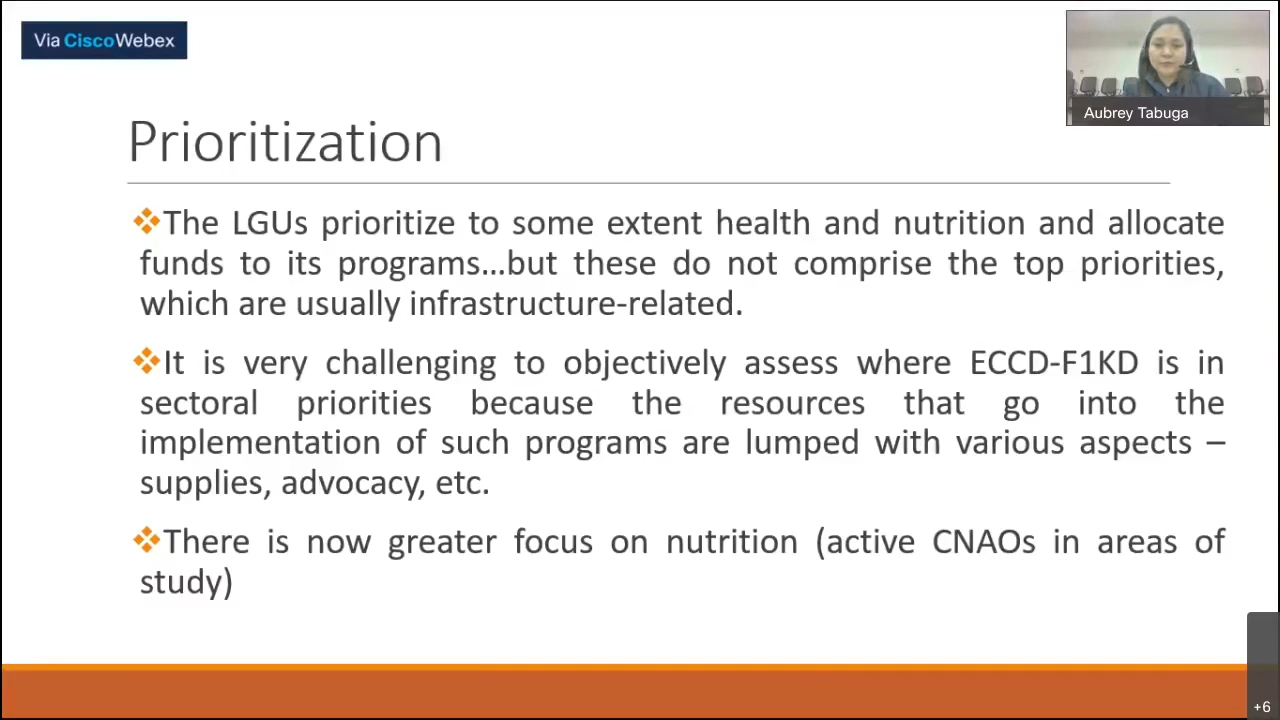 Via CiscoWebex
Aubrey Tabuga
Prioritization
❖The LGUs prioritize to some extent health and nutrition and allocate
funds to its programs...but these do not comprise the top priorities,
which are usually infrastructure-related.
❖It is very challenging to objectively assess where ECCD-F1KD is in
sectoral priorities because the resources that go into the
implementation of such programs are lumped with various aspects –
supplies, advocacy, etc.
❖There is now greater focus on nutrition (active CNAOs in areas of
study)
+6